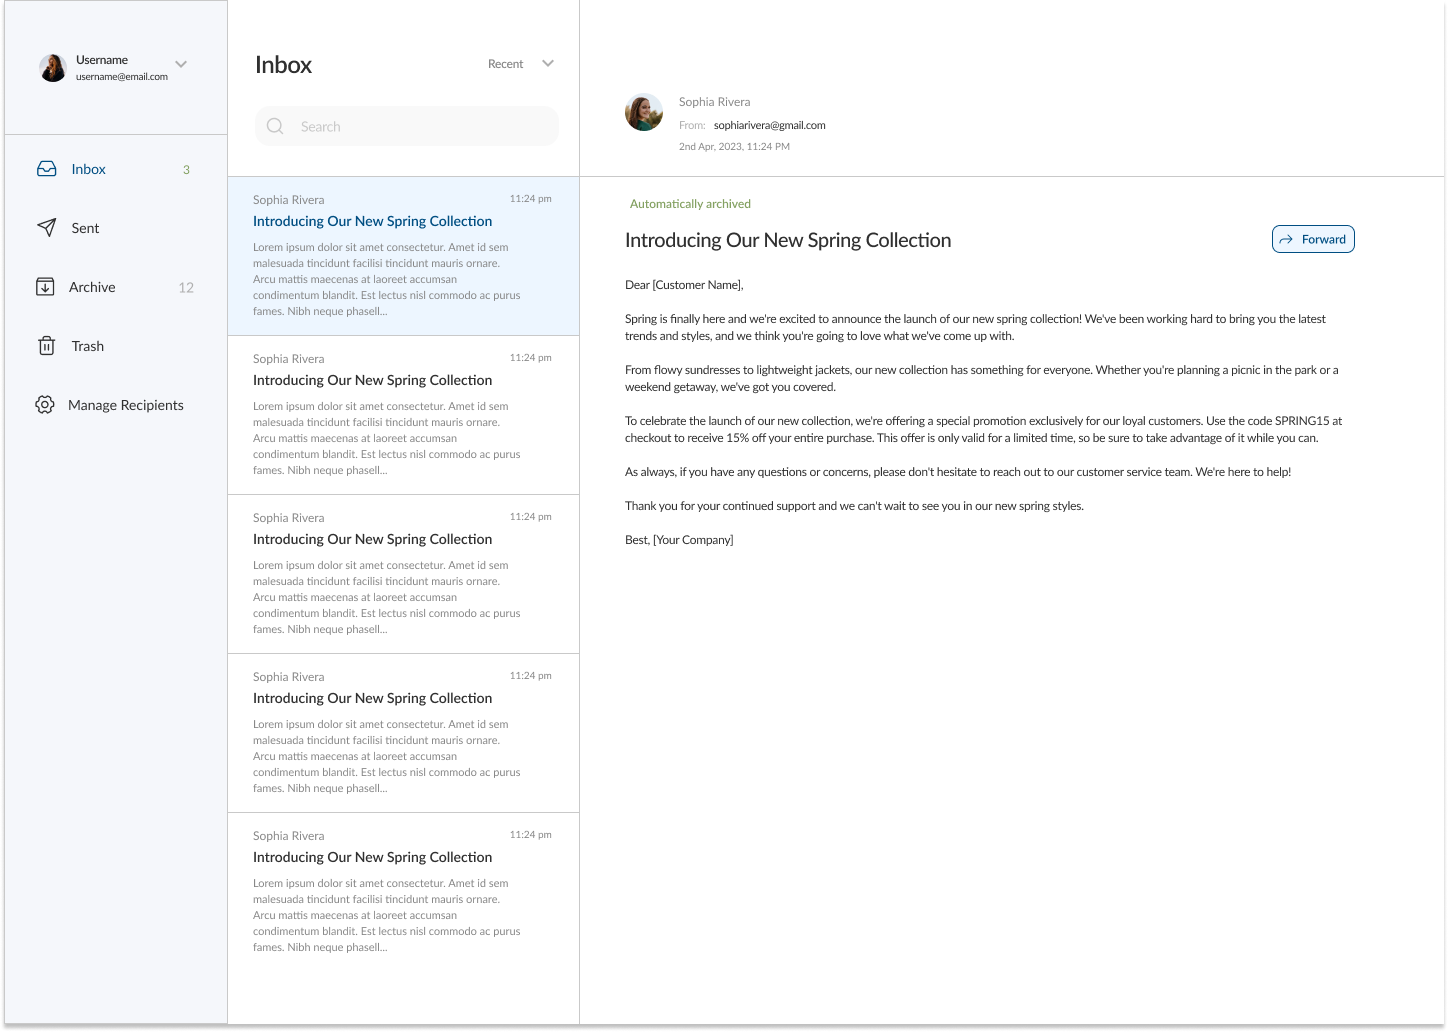 Username
username@email.com
Inbox 3
Sent
Archive 12
Trash
Manage Recipients
Inbox
Recent
Search
Sophia Rivera 11:24 pm
Introducing Our New Spring Collection
Lorem ipsum dolor sit amet consectetur. Amet id sem
malesuada tincidunt facilisi tincidunt mauris ornare.
Arcu mattis maecenas at laoreet accumsan
condimentum blandit. Est lectus nisl commodo ac purus
fames. Nibh neque phasell...
Sophia Rivera 11:24 pm
Introducing Our New Spring Collection
Lorem ipsum dolor sit amet consectetur. Amet id sem
malesuada tincidunt facilisi tincidunt mauris ornare.
Arcu mattis maecenas at laoreet accumsan
condimentum blandit. Est lectus nisl commodo ac purus
fames. Nibh neque phasell...
Sophia Rivera 11:24 pm
Introducing Our New Spring Collection
Lorem ipsum dolor sit amet consectetur. Amet id sem
malesuada tincidunt facilisi tincidunt mauris ornare.
Arcu mattis maecenas at laoreet accumsan
condimentum blandit. Est lectus nisl commodo ac purus
fames. Nibh neque phasell...
Sophia Rivera 11:24 pm
Introducing Our New Spring Collection
Lorem ipsum dolor sit amet consectetur. Amet id sem
malesuada tincidunt facilisi tincidunt mauris ornare.
Arcu mattis maecenas at laoreet accumsan
condimentum blandit. Est lectus nisl commodo ac purus
fames. Nibh neque phasell...
Sophia Rivera 11:24 pm
Introducing Our New Spring Collection
Lorem ipsum dolor sit amet consectetur. Amet id sem
malesuada tincidunt facilisi tincidunt mauris ornare.
Arcu mattis maecenas at laoreet accumsan
condimentum blandit. Est lectus nisl commodo ac purus
fames. Nibh neque phasell...
Sophia Rivera
From: sophiarivera@gmail.com
2nd Apr, 2023, 11:24 PM
Automatically archived
Introducing Our New Spring Collection
Forward
Dear [Customer Name],
Spring is finally here and we're excited to announce the launch of our new spring collection! We've been working hard to bring you the latest
trends and styles, and we think you're going to love what we've come up with.
From flowy sundresses to lightweight jackets, our new collection has something for everyone. Whether you're planning a picnic in the park or a
weekend getaway, we've got you covered.
To celebrate the launch of our new collection, we're offering a special promotion exclusively for our loyal customers. Use the code SPRING15 at
checkout to receive 15% off your entire purchase. This offer is only valid for a limited time, so be sure to take advantage of it while you can.
As always, if you have any questions or concerns, please don't hesitate to reach out to our customer service team. We're here to help!
Thank you for your continued support and we can't wait to see you in our new spring styles.
Best, [Your Company]